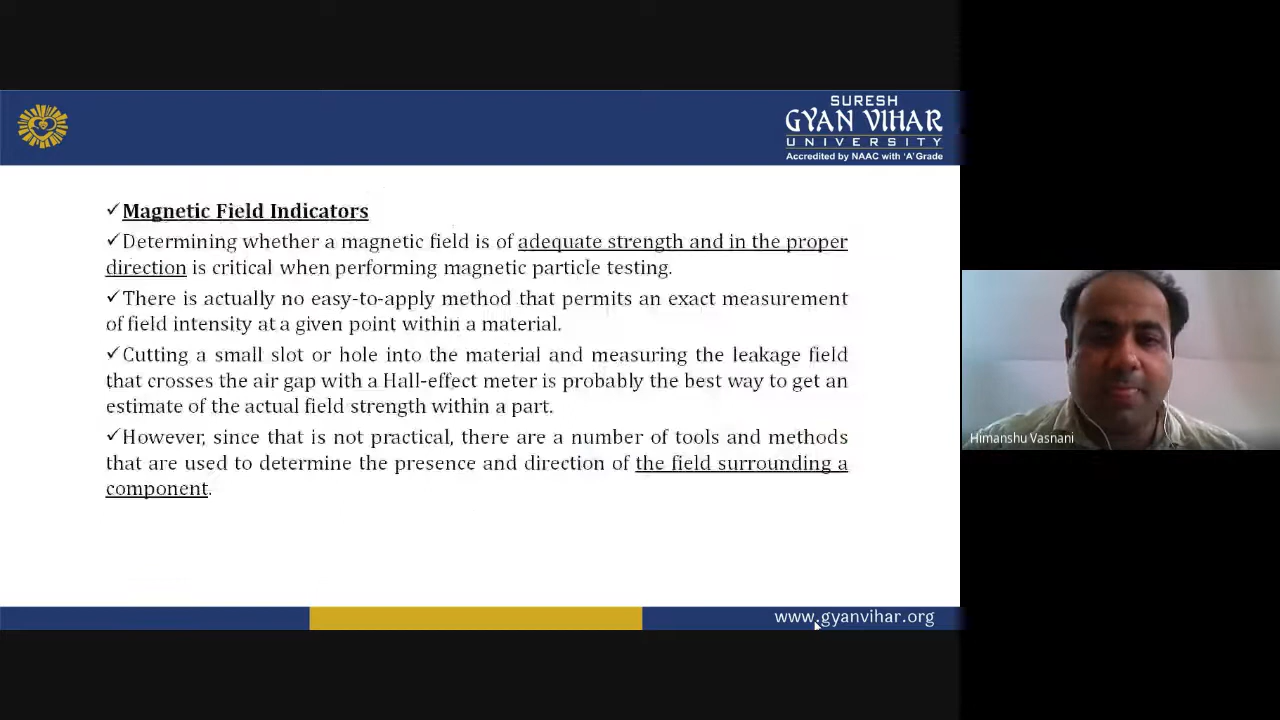 SURESH
GYAN VIHAR
UNIVERSITY
Accredited by NAAC with 'A' Grade
✓Magnetic Field Indicators
✓Determining whether a magnetic field is of adequate strength and in the proper
direction is critical when performing magnetic particle testing.
✓There is actually no easy-to-apply method that permits an exact measurement
of field intensity at a given point within a material.
✓Cutting a small slot or hole into the material and measuring the leakage field
that crosses the air gap with a Hall-effect meter is probably the best way to get an
estimate of the actual field strength within a part.
✓However, since that is not practical, there are a number of tools and methods
that are used to determine the presence and direction of the field surrounding a
component.
Himanshu Vasnani
www.gyanvihar.org